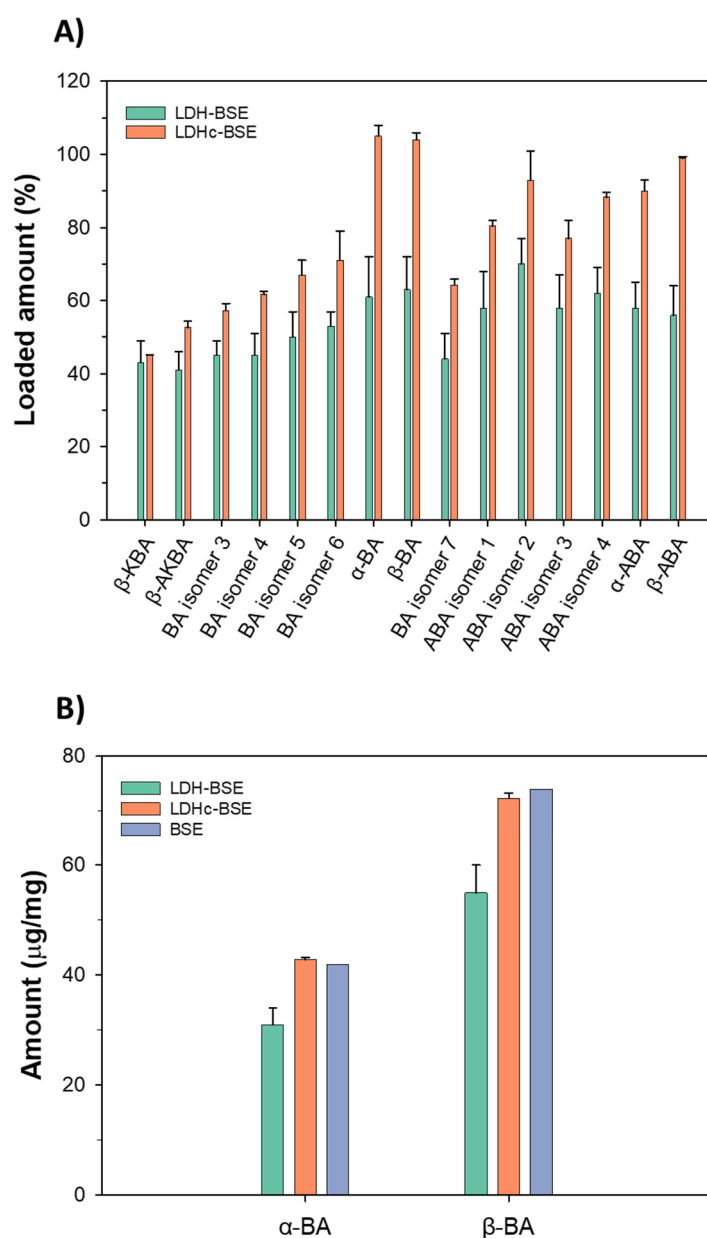 A)
120
100
80
60
40
20
0
Loaded amount (%)
LDH-BSE
LDHc-BSE
β-KBA
β-AKBA
BA isomer 3
BA isomer 4
BA isomer 5
BA isomer 6
α-BA
β-BA
BA isomer 7
ABA isomer 1
ABA isomer 2
ABA isomer 3
ABA isomer 4
α-ABA
β-ABA
B)
80
60
40
20
0
Amount (μg/mg)
LDH-BSE
LDHc-BSE
BSE
α-BA
β-BA